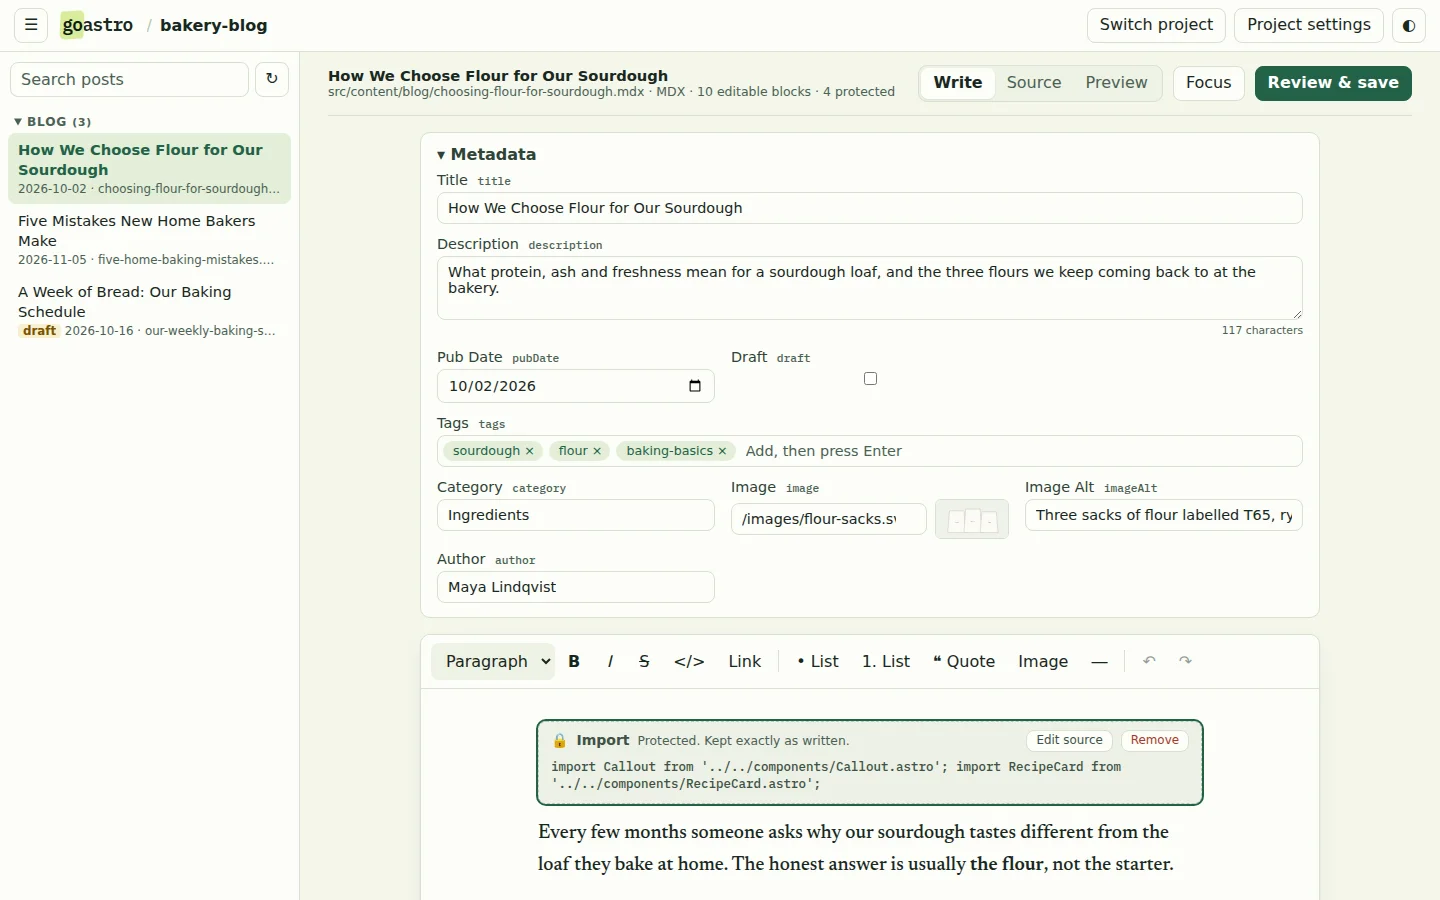 ☰ goastro / bakery-blog Switch project Project settings ◐
Search posts ↻
▼ BLOG (3)
How We Choose Flour for Our
Sourdough
2026-10-02 · choosing-flour-for-sourdough...
Five Mistakes New Home Bakers
Make
2026-11-05 · five-home-baking-mistakes....
A Week of Bread: Our Baking
Schedule
draft 2026-10-16 · our-weekly-baking-s...
How We Choose Flour for Our Sourdough
src/content/blog/choosing-flour-for-sourdough.mdx · MDX · 10 editable blocks · 4 protected
Write Source Preview Focus Review & save
▼ Metadata
Title title
How We Choose Flour for Our Sourdough
Description description
What protein, ash and freshness mean for a sourdough loaf, and the three flours we keep coming back to at the
bakery.
117 characters
Pub Date pubDate Draft draft
10/02/2026
Tags tags
sourdough × flour × baking-basics × Add, then press Enter
Category category Image image Image Alt imageAlt
Ingredients /images/flour-sacks.sv Three sacks of flour labelled T65, ry
Author author
Maya Lindqvist
Paragraph B I S </> Link • List 1. List ❝ Quote Image — ↶ ↷
🔒 Import Protected. Kept exactly as written. Edit source Remove
import Callout from '../../components/Callout.astro'; import RecipeCard from
'../../components/RecipeCard.astro';
Every few months someone asks why our sourdough tastes different from the
loaf they bake at home. The honest answer is usually the flour, not the starter.